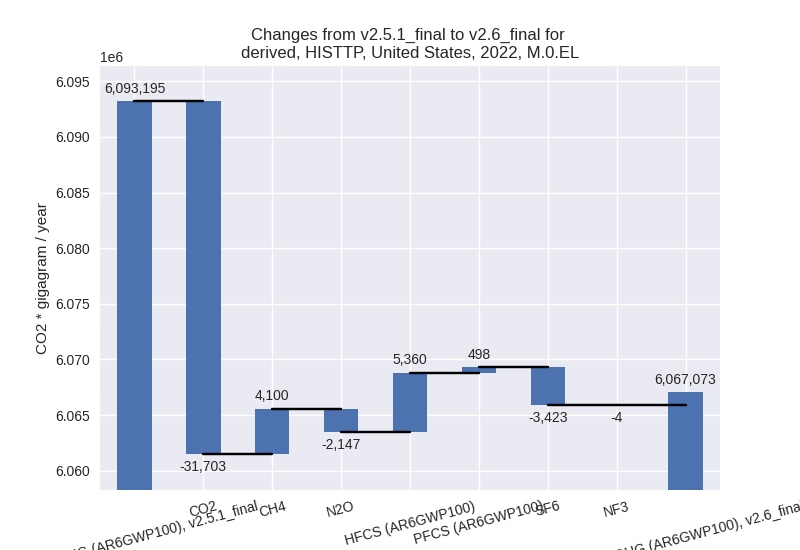 Changes from v2.5.1_final to v2.6_final for
derived, HISTTP, United States, 2022, M.0.EL
1e6
6.095
6.090
6.085
6.080
6.075
6.070
6.065
6.060
CO2 * gigagram / year
6,093,195
-31,703
4,100
-2,147
5,360
498
-3,423
-4
6,067,073
(AR6GWP100), v2.5.1_final
CO2
CH4
N2O
HFCS (AR6GWP100)
PFCS (AR6GWP100)
SF6
NF3
(AR6GWP100), v2.6_final